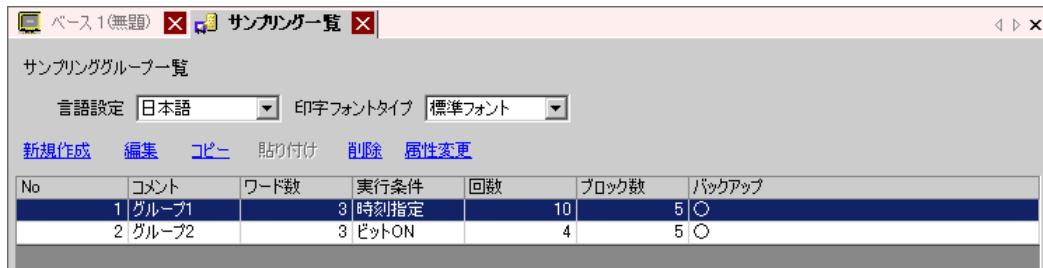 ベース1(無題) サンプリング一覧
サンプリンググループ一覧
言語設定 日本語 印字フォントタイプ 標準フォント
新規作成 編集 コピー 貼り付け 削除 属性変更
No コメント ワード数 実行条件 回数 ブロック数 バックアップ
1 グループ1 3 時刻指定 10 5 ○
2 グループ2 3 ビットON 4 5 ○